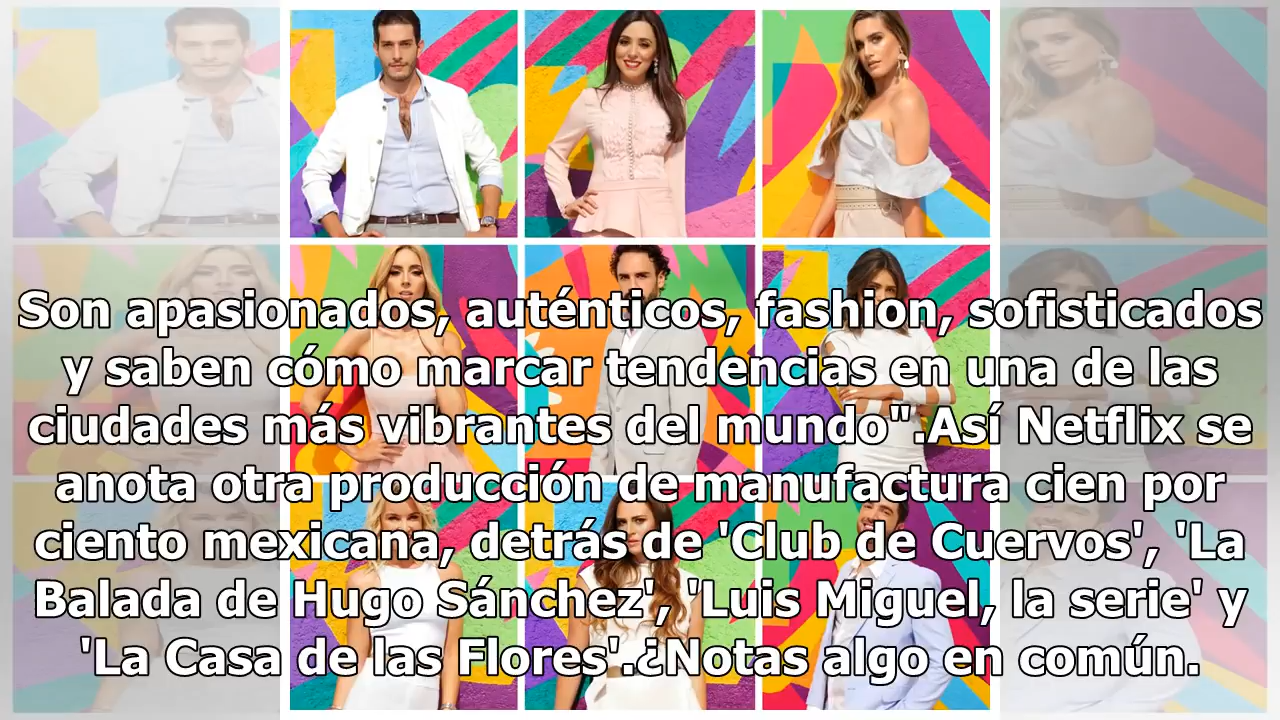 Son apasionados, auténticos, fashion, sofisticados
y saben cómo marcar tendencias en una de las
ciudades más vibrantes del mundo".Así Netflix se
anota otra producción de manufactura cien por
ciento mexicana, detrás de 'Club de Cuervos', 'La
Balada de Hugo Sánchez', 'Luis Miguel, la serie' y
'La Casa de las Flores'.¿Notas algo en común.